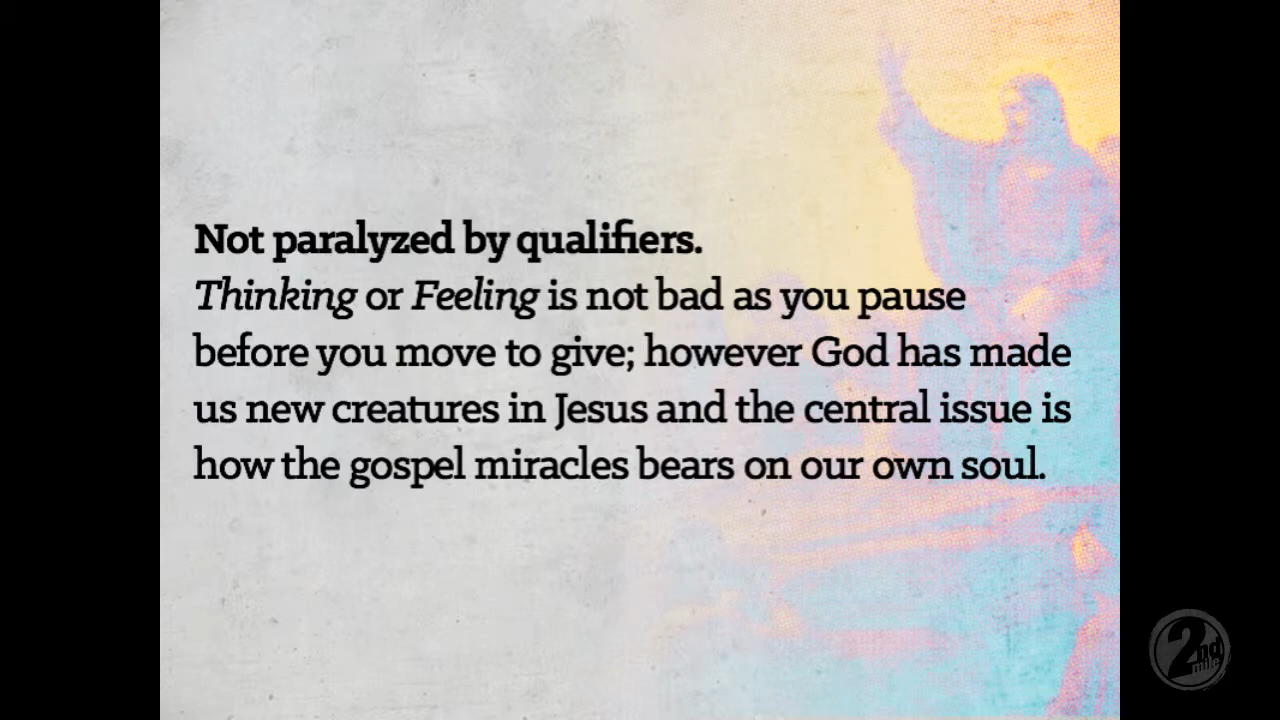 Not paralyzed by qualifiers.
Thinking or Feeling is not bad as you pause
before you move to give; however God has made
us new creatures in Jesus and the central issue is
how the gospel miracles bears on our own soul.
2nd
mile